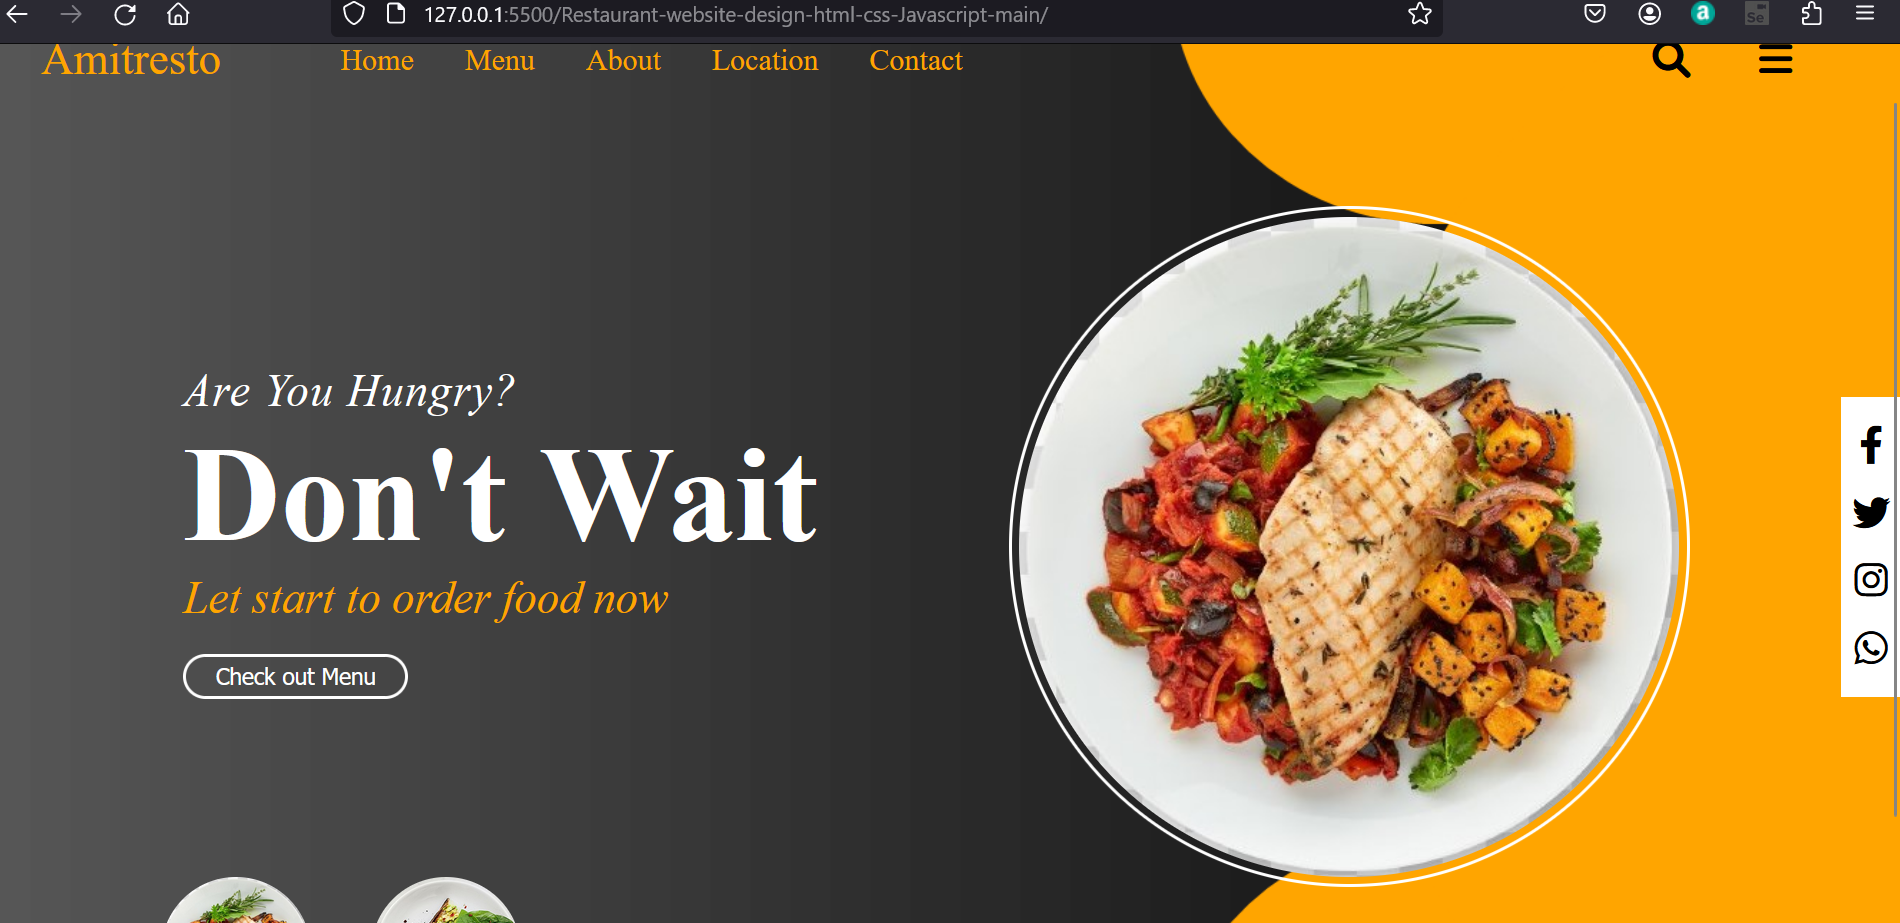 127.0.0.1:5500/Restaurant-website-design-html-css-Javascript-main/
a
Se
Amitresto
Home Menu About Location Contact
Are You Hungry?
Don't Wait
Let start to order food now
Check out Menu